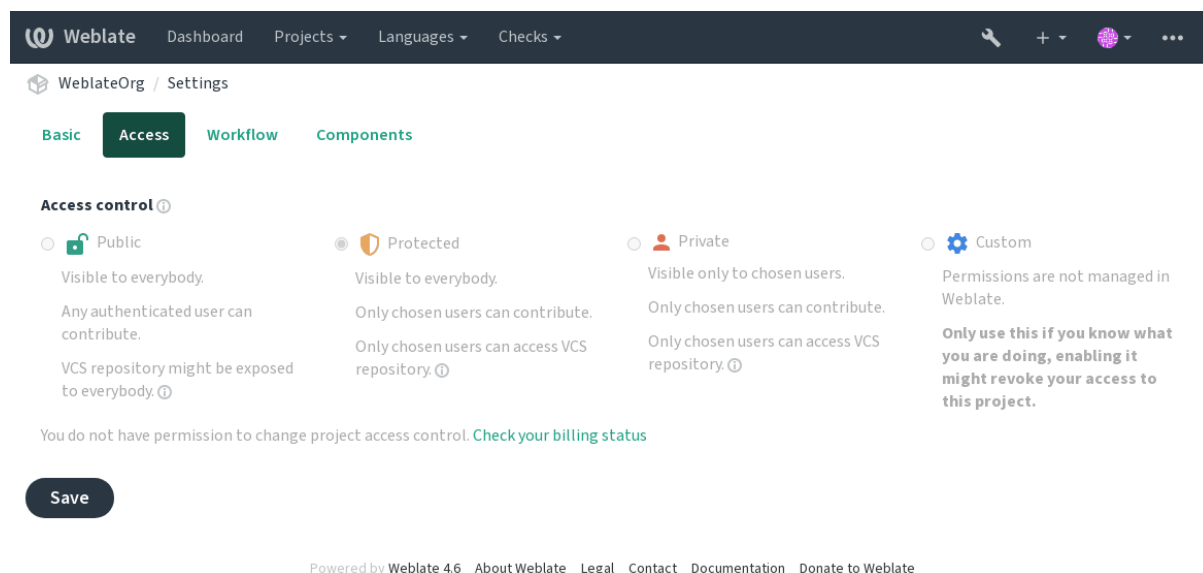 Weblate Dashboard Projects Languages Checks
WeblateOrg / Settings
Basic Access Workflow Components
Access control
Public
Visible to everybody.
Any authenticated user can
contribute.
VCS repository might be exposed
to everybody.
Protected
Visible to everybody.
Only chosen users can contribute.
Only chosen users can access VCS
repository.
Private
Visible only to chosen users.
Only chosen users can contribute.
Only chosen users can access VCS
repository.
Custom
Permissions are not managed in
Weblate.
Only use this if you know what
you are doing, enabling it
might revoke your access to
this project.
You do not have permission to change project access control. Check your billing status
Save
Powered by Weblate 4.6 About Weblate Legal Contact Documentation Donate to Weblate